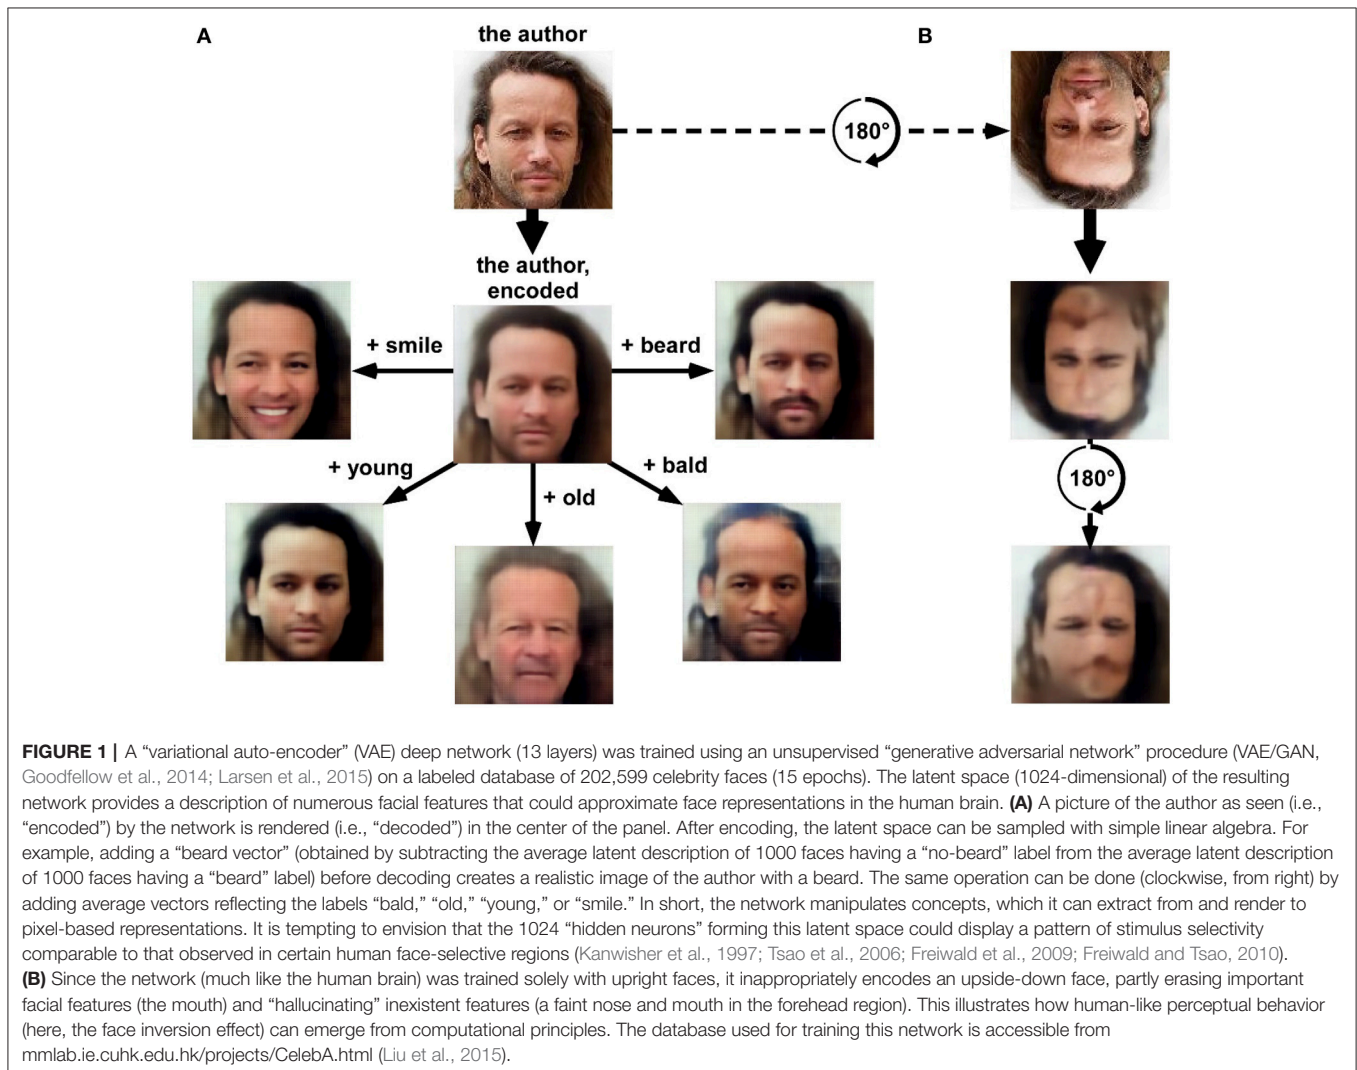 A
the author
B
180°
the author,
encoded
+ smile
+ beard
+ young
+ bald
+ old
180°
FIGURE 1 | A “variational auto-encoder” (VAE) deep network (13 layers) was trained using an unsupervised “generative adversarial network” procedure (VAE/GAN,
Goodfellow et al., 2014; Larsen et al., 2015) on a labeled database of 202,599 celebrity faces (15 epochs). The latent space (1024-dimensional) of the resulting
network provides a description of numerous facial features that could approximate face representations in the human brain. (A) A picture of the author as seen (i.e.,
“encoded”) by the network is rendered (i.e., “decoded”) in the center of the panel. After encoding, the latent space can be sampled with simple linear algebra. For
example, adding a “beard vector” (obtained by subtracting the average latent description of 1000 faces having a “no-beard” label from the average latent description
of 1000 faces having a “beard” label) before decoding creates a realistic image of the author with a beard. The same operation can be done (clockwise, from right) by
adding average vectors reflecting the labels “bald,” “old,” “young,” or “smile.” In short, the network manipulates concepts, which it can extract from and render to
pixel-based representations. It is tempting to envision that the 1024 “hidden neurons” forming this latent space could display a pattern of stimulus selectivity
comparable to that observed in certain human face-selective regions (Kanwisher et al., 1997; Tsao et al., 2006; Freiwald et al., 2009; Freiwald and Tsao, 2010).
(B) Since the network (much like the human brain) was trained solely with upright faces, it inappropriately encodes an upside-down face, partly erasing important
facial features (the mouth) and “hallucinating” inexistent features (a faint nose and mouth in the forehead region). This illustrates how human-like perceptual behavior
(here, the face inversion effect) can emerge from computational principles. The database used for training this network is accessible from
mmlab.ie.cuhk.edu.hk/projects/CelebA.html (Liu et al., 2015).